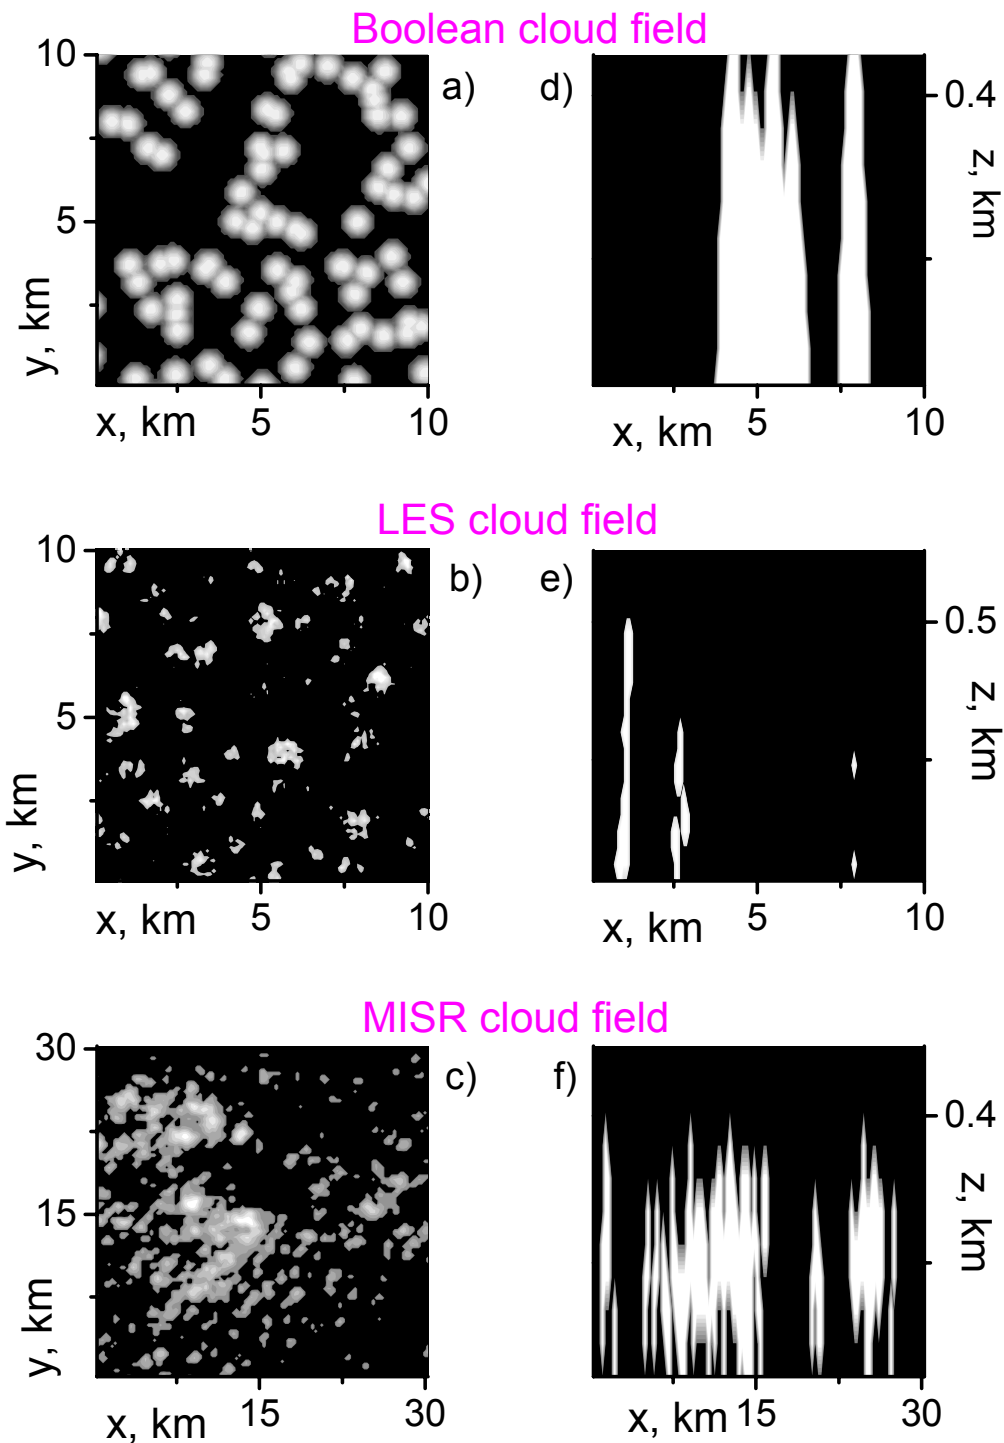 Boolean cloud field
10
a)
d)
0.4
5
z, km
y, km
x, km
5
10
x, km
5
10
LES cloud field
10
b)
e)
0.5
5
z, km
y, km
x, km
5
10
x, km
5
10
MISR cloud field
30
c)
f)
0.4
15
z, km
y, km
x, km
15
30
x, km
15
30